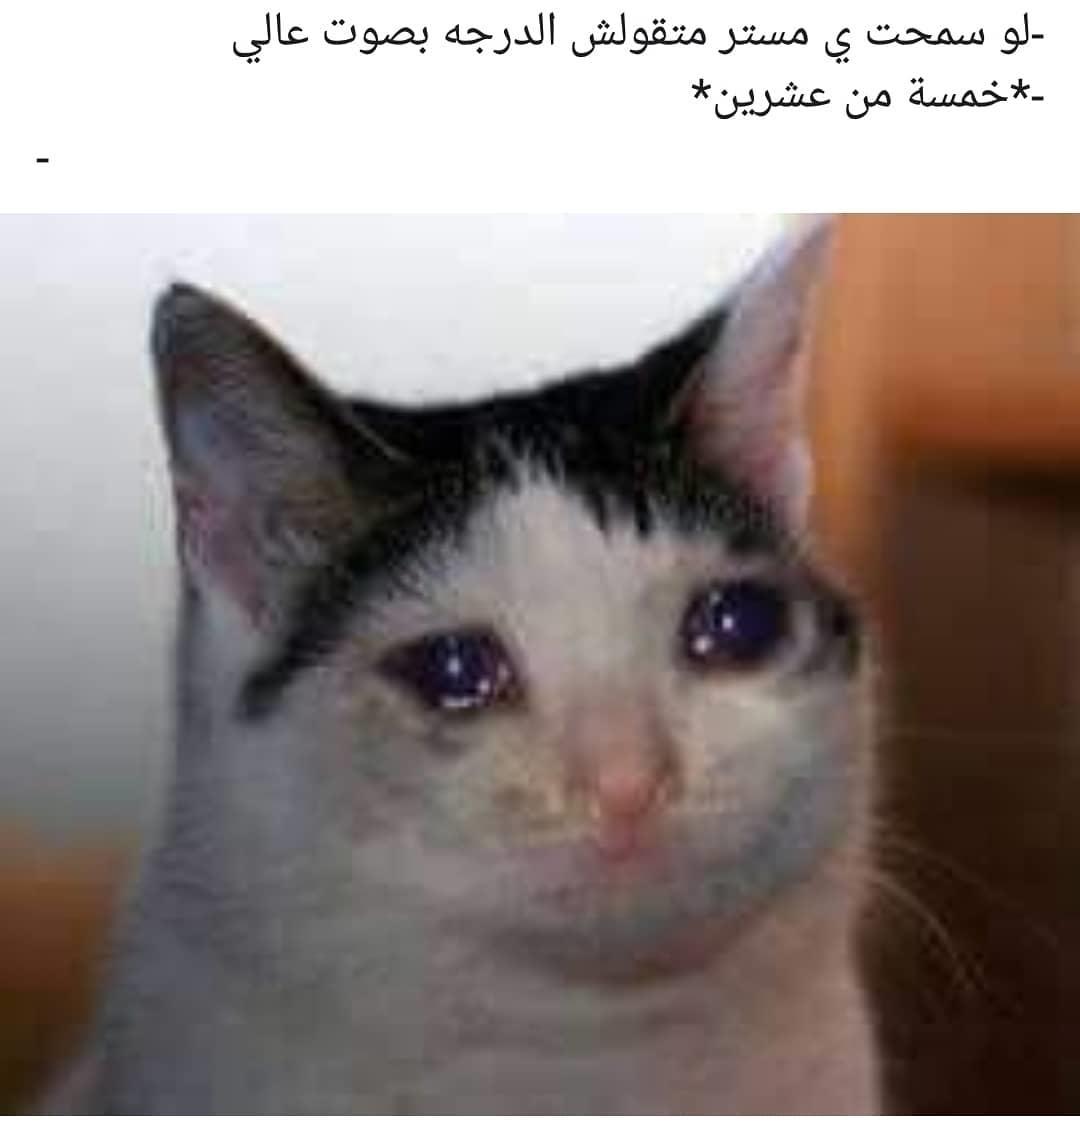 -لو سمحت ي مستر متقولش الدرجه بصوت عالي
-*خمسة من عشرين*
-